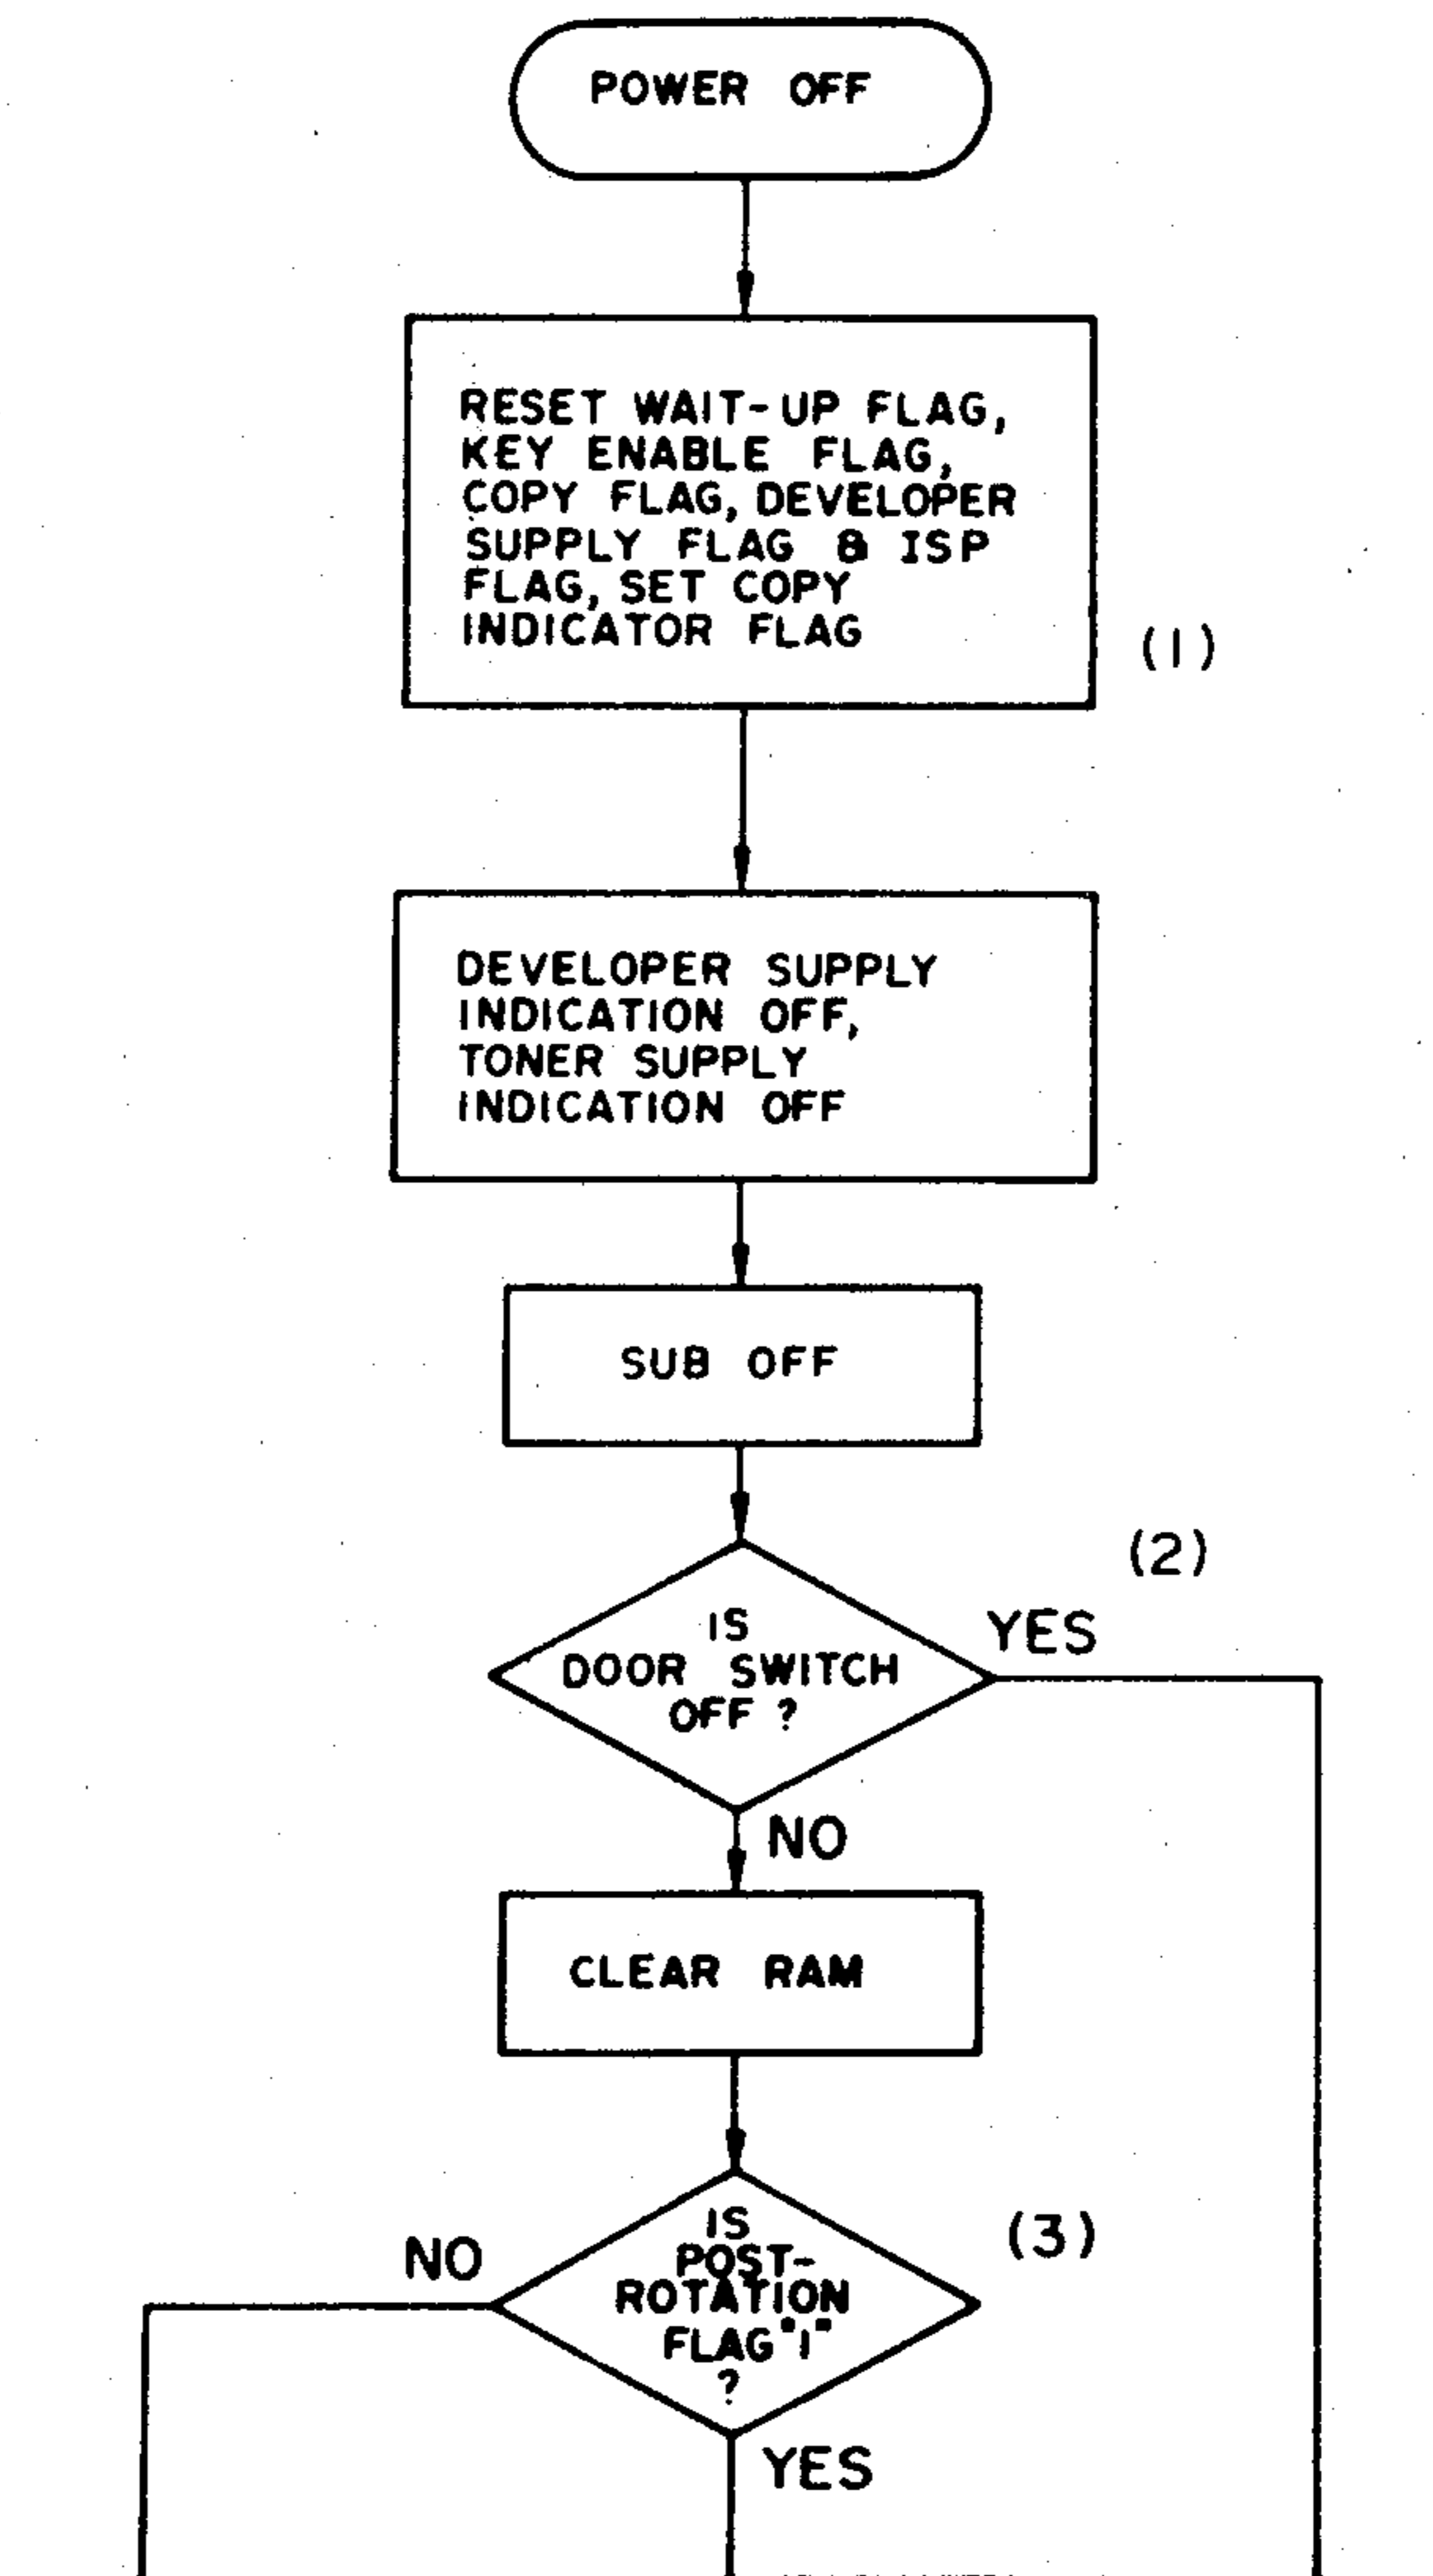 POWER OFF
RESET WAIT-UP FLAG,
KEY ENABLE FLAG,
COPY FLAG, DEVELOPER
SUPPLY FLAG & ISP
FLAG, SET COPY
INDICATOR FLAG
(1)
DEVELOPER SUPPLY
INDICATION OFF,
TONER SUPPLY
INDICATION OFF
SUB OFF
(2)
IS
DOOR SWITCH
OFF ?
YES
NO
CLEAR RAM
IS
POST-
ROTATION
FLAG "1"
?
(3)
NO
YES